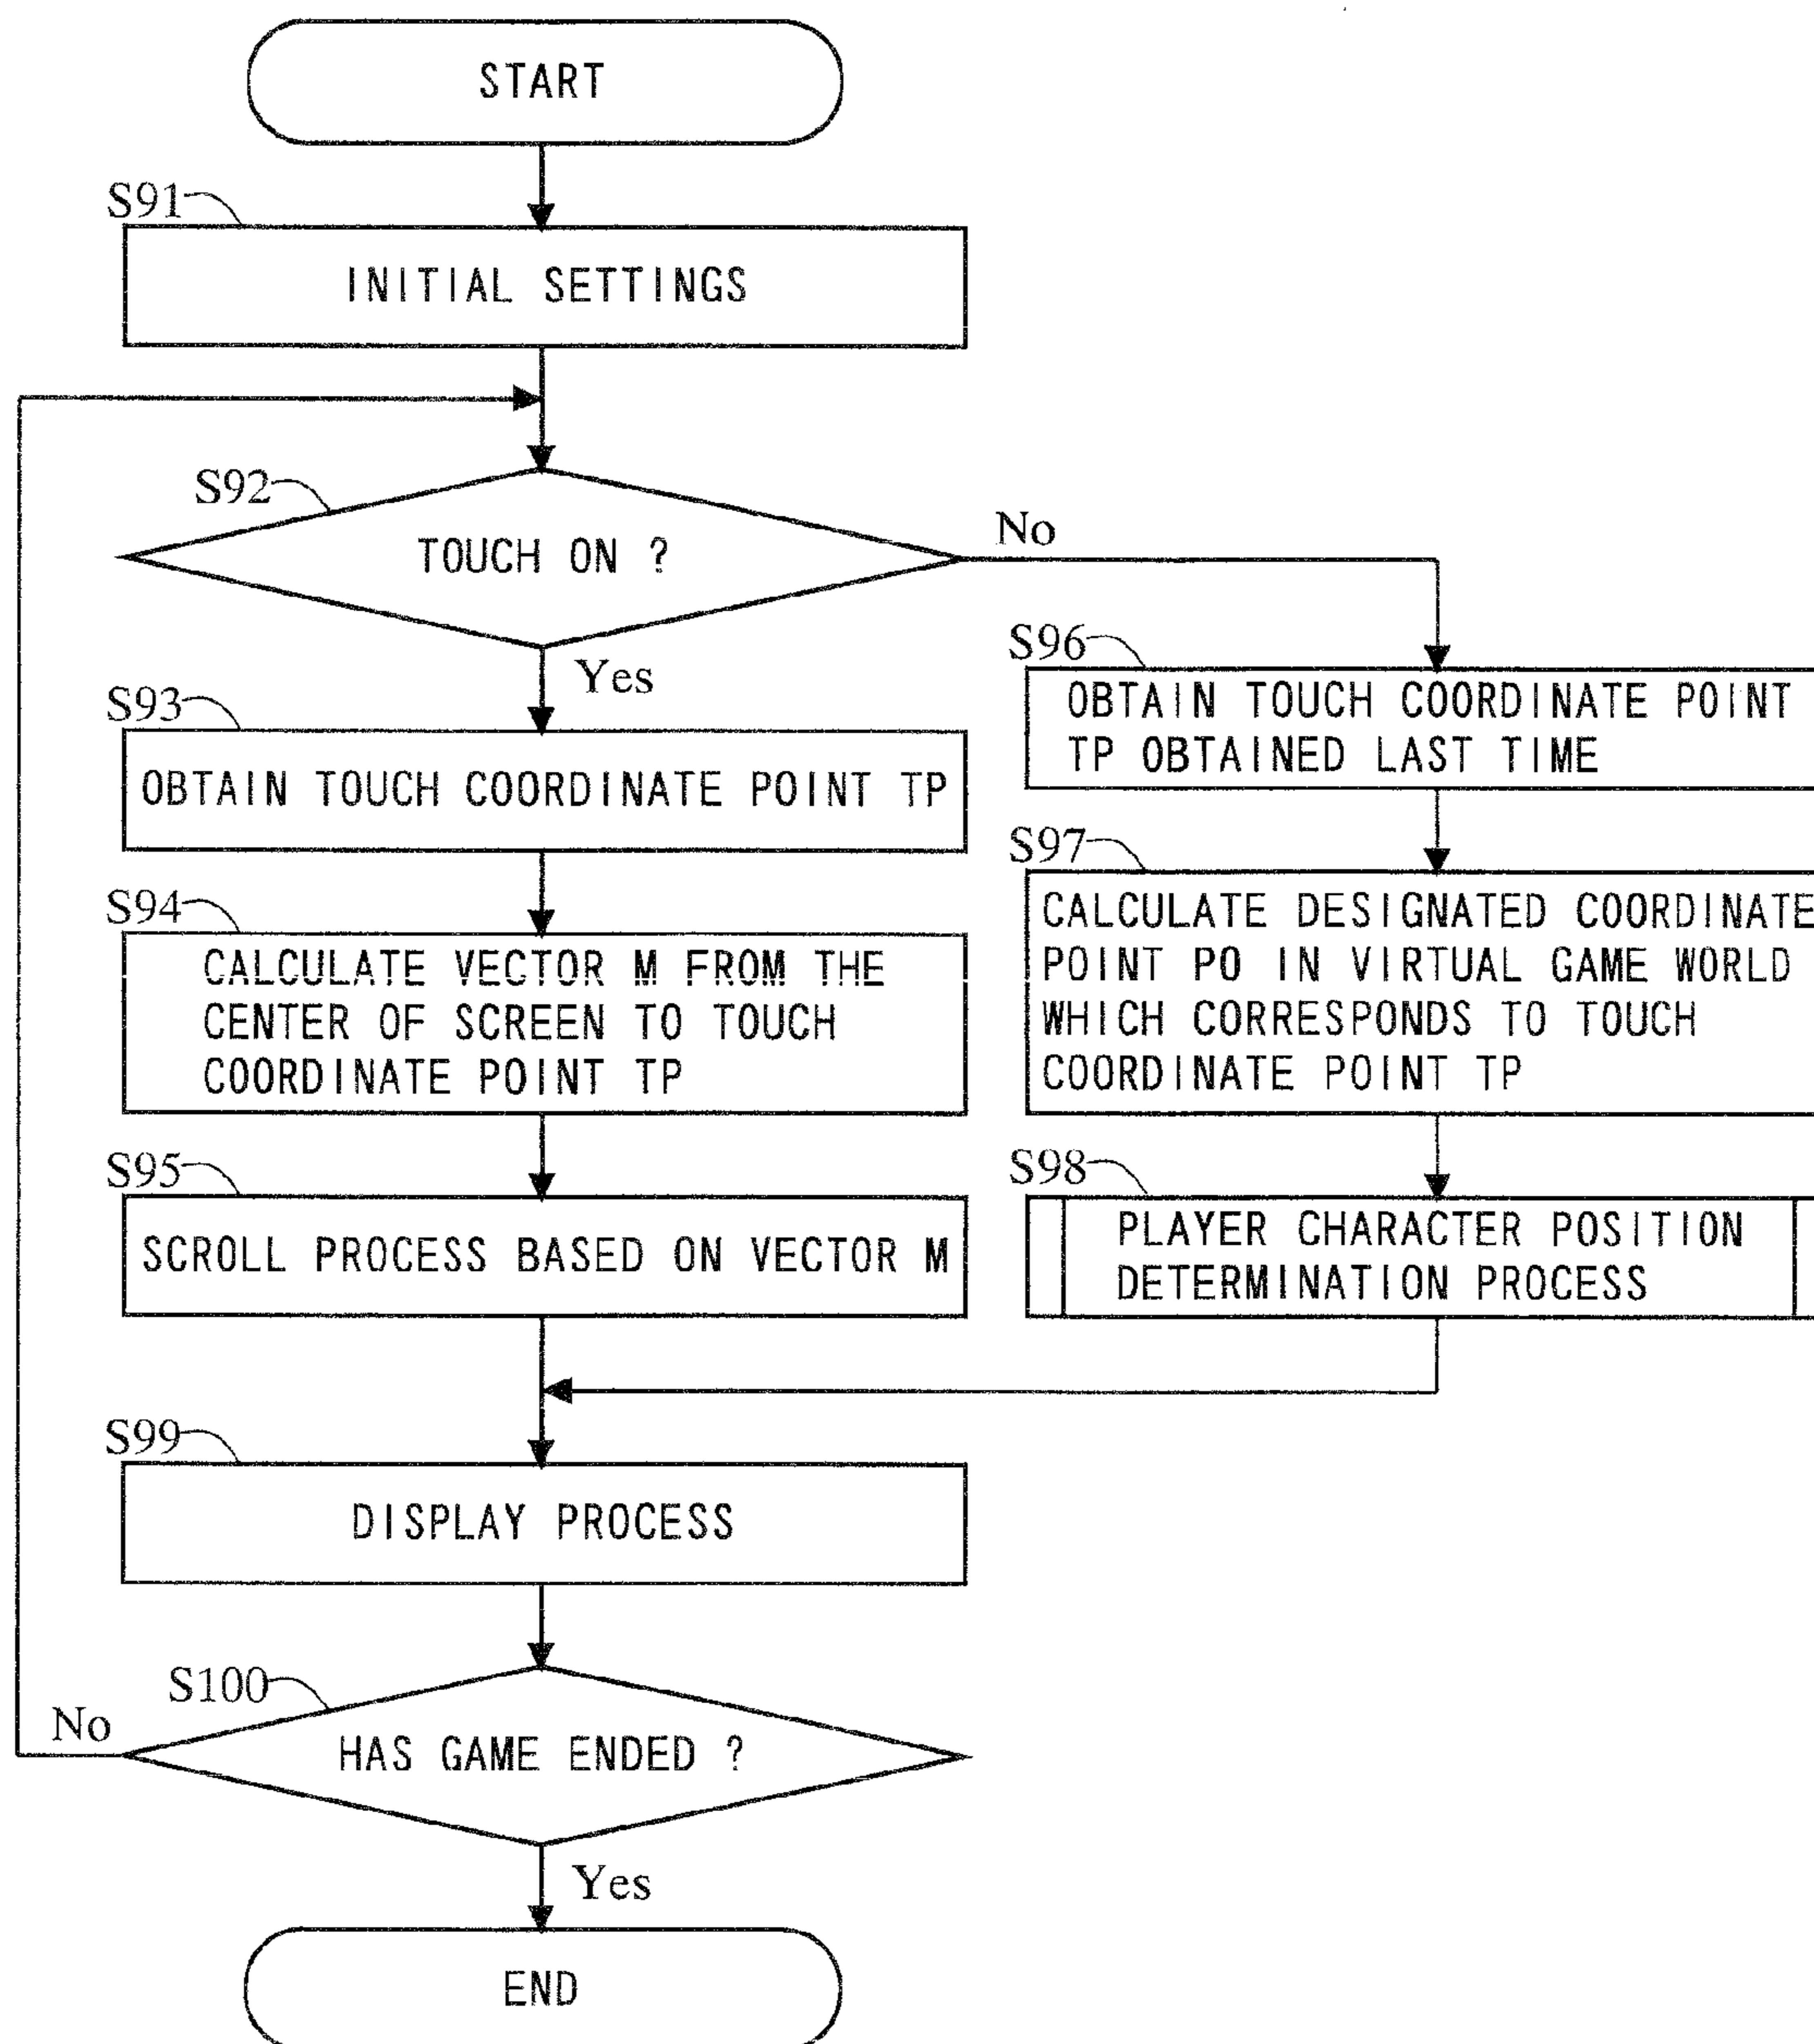 START
S91
INITIAL SETTINGS
S92
TOUCH ON ?
No
Yes
S93
OBTAIN TOUCH COORDINATE POINT TP
S94
CALCULATE VECTOR M FROM THE
CENTER OF SCREEN TO TOUCH
COORDINATE POINT TP
S95
SCROLL PROCESS BASED ON VECTOR M
S96
OBTAIN TOUCH COORDINATE POINT
TP OBTAINED LAST TIME
S97
CALCULATE DESIGNATED COORDINATE
POINT PO IN VIRTUAL GAME WORLD
WHICH CORRESPONDS TO TOUCH
COORDINATE POINT TP
S98
PLAYER CHARACTER POSITION
DETERMINATION PROCESS
S99
DISPLAY PROCESS
S100
HAS GAME ENDED ?
No
Yes
END